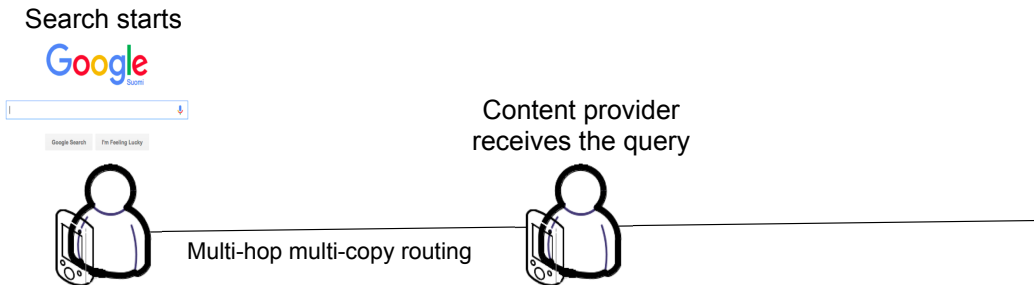 Search starts
Google
Suomi
Google Search I'm Feeling Lucky
Content provider
receives the query
Multi-hop multi-copy routing